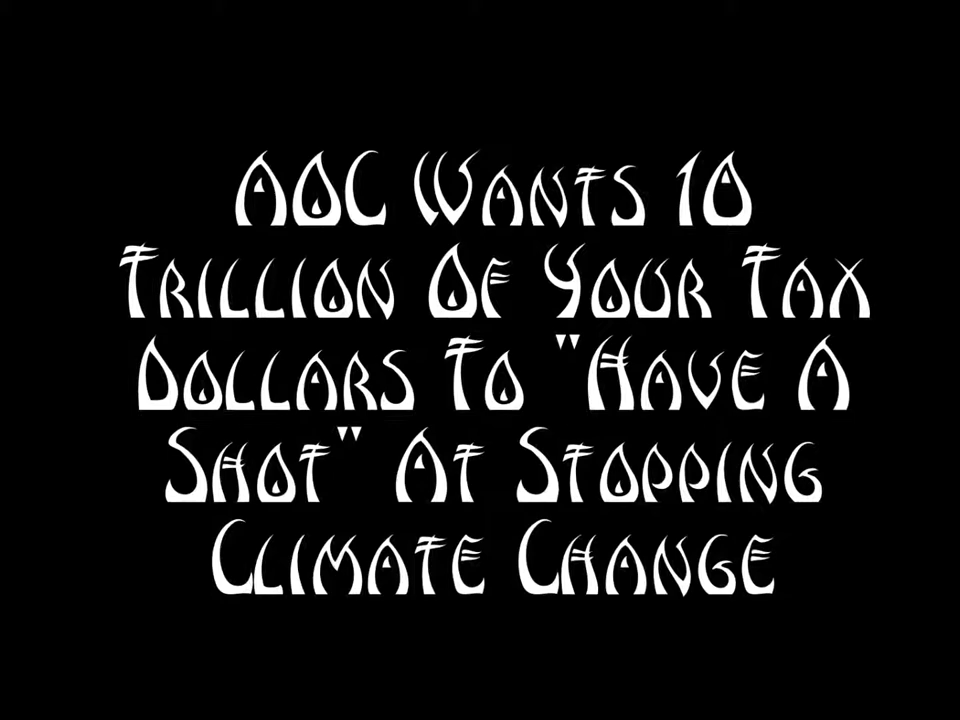 AOC Wants 10
Trillion Of Your Tax
Dollars To "Have A
Shot" At Stopping
Climate Change